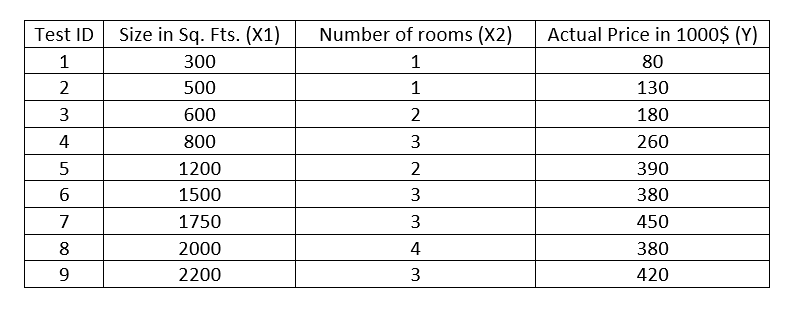 Test ID Size in Sq. Fts. (X1) Number of rooms (X2) Actual Price in 1000$ (Y)
1 300 1 80
2 500 1 130
3 600 2 180
4 800 3 260
5 1200 2 390
6 1500 3 380
7 1750 3 450
8 2000 4 380
9 2200 3 420